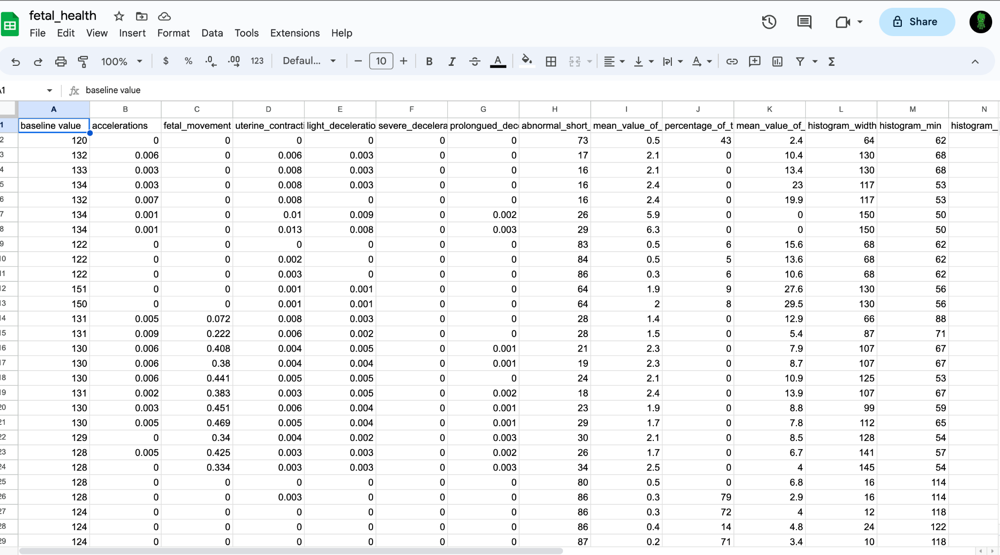 fetal_health
File Edit View Insert Format Data Tools Extensions Help
Share
100% $ % .0 .00 123 Defaul... 10 B I A A Σ
fx baseline value
A B C D E F G H I J K L M N
1 baseline value accelerations fetal_movement uterine_contracti light_deceleratio severe_decelera prolongued_dec abnormal_short_ mean_value_of_ percentage_of_t mean_value_of_ histogram_width histogram_min histogram_
2 120 0 0 0 0 0 0 73 0.5 43 2.4 64 62
3 132 0.006 0 0.006 0.003 0 0 17 2.1 0 10.4 130 68
4 133 0.003 0 0.008 0.003 0 0 16 2.1 0 13.4 130 68
5 134 0.003 0 0.008 0.003 0 0 16 2.4 0 23 117 53
6 132 0.007 0 0.008 0 0 0 16 2.4 0 19.9 117 53
7 134 0.001 0 0.01 0.009 0 0.002 26 5.9 0 0 150 50
8 134 0.001 0 0.013 0.008 0 0.003 29 6.3 0 0 150 50
9 122 0 0 0 0 0 0 83 0.5 6 15.6 68 62
10 122 0 0 0.002 0 0 0 84 0.5 5 13.6 68 62
11 122 0 0 0.003 0 0 0 86 0.3 6 10.6 68 62
12 151 0 0 0.001 0.001 0 0 64 1.9 9 27.6 130 56
13 150 0 0 0.001 0.001 0 0 64 2 8 29.5 130 56
14 131 0.005 0.072 0.008 0.003 0 0 28 1.4 0 12.9 66 88
15 131 0.009 0.222 0.006 0.002 0 0 28 1.5 0 5.4 87 71
16 130 0.006 0.408 0.004 0.005 0 0.001 21 2.3 0 7.9 107 67
17 130 0.006 0.38 0.004 0.004 0 0.001 19 2.3 0 8.7 107 67
18 130 0.006 0.441 0.005 0.005 0 0 24 2.1 0 10.9 125 53
19 131 0.002 0.383 0.003 0.005 0 0.002 18 2.4 0 13.9 107 67
20 130 0.003 0.451 0.006 0.004 0 0.001 23 1.9 0 8.8 99 59
21 130 0.005 0.469 0.005 0.004 0 0.001 29 1.7 0 7.8 112 65
22 129 0 0.34 0.004 0.002 0 0.003 30 2.1 0 8.5 128 54
23 128 0.005 0.425 0.003 0.003 0 0.002 26 1.7 0 6.7 141 57
24 128 0 0.334 0.003 0.003 0 0.003 34 2.5 0 4 145 54
25 128 0 0 0 0 0 0 80 0.5 0 6.8 16 114
26 128 0 0 0.003 0 0 0 86 0.3 79 2.9 16 114
27 124 0 0 0 0 0 0 86 0.3 72 4 12 118
28 124 0 0 0 0 0 0 86 0.4 14 4.8 24 122
29 124 0 0 0 0 0 0 87 0.2 71 3.4 10 118